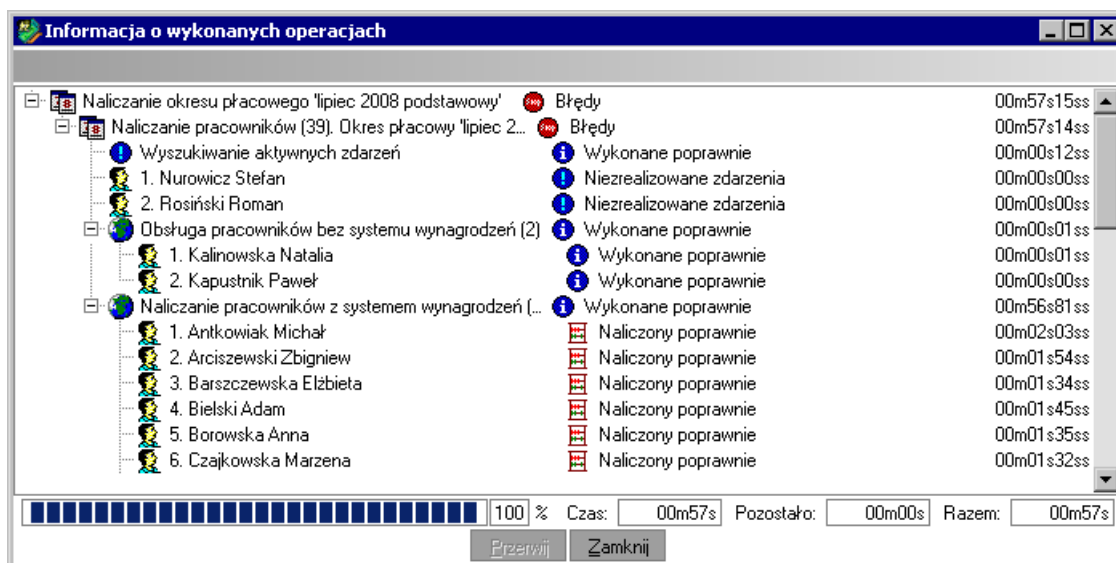 Informacja o wykonanych operacjach
Naliczanie okresu płacowego 'lipiec 2008 podstawowy' Błędy 00m57s15ss
Naliczanie pracowników (39). Okres płacowy 'lipiec 2... Błędy 00m57s14ss
Wyszukiwanie aktywnych zdarzeń Wykonane poprawnie 00m00s12ss
1. Nurowicz Stefan Niezrealizowane zdarzenia 00m00s00ss
2. Rosiński Roman Niezrealizowane zdarzenia 00m00s00ss
Obsługa pracowników bez systemu wynagrodzeń (2) Wykonane poprawnie 00m00s01ss
1. Kalinowska Natalia Wykonane poprawnie 00m00s01ss
2. Kapustnik Paweł Wykonane poprawnie 00m00s00ss
Naliczanie pracowników z systemem wynagrodzeń (... Wykonane poprawnie 00m56s81ss
1. Antkowiak Michał Naliczony poprawnie 00m02s03ss
2. Arciszewski Zbigniew Naliczony poprawnie 00m01s54ss
3. Barszczewska Elżbieta Naliczony poprawnie 00m01s34ss
4. Bielski Adam Naliczony poprawnie 00m01s45ss
5. Borowska Anna Naliczony poprawnie 00m01s35ss
6. Czajkowska Marzena Naliczony poprawnie 00m01s32ss
100 % Czas: 00m57s Pozostało: 00m00s Razem: 00m57s
Przerwij Zamknij